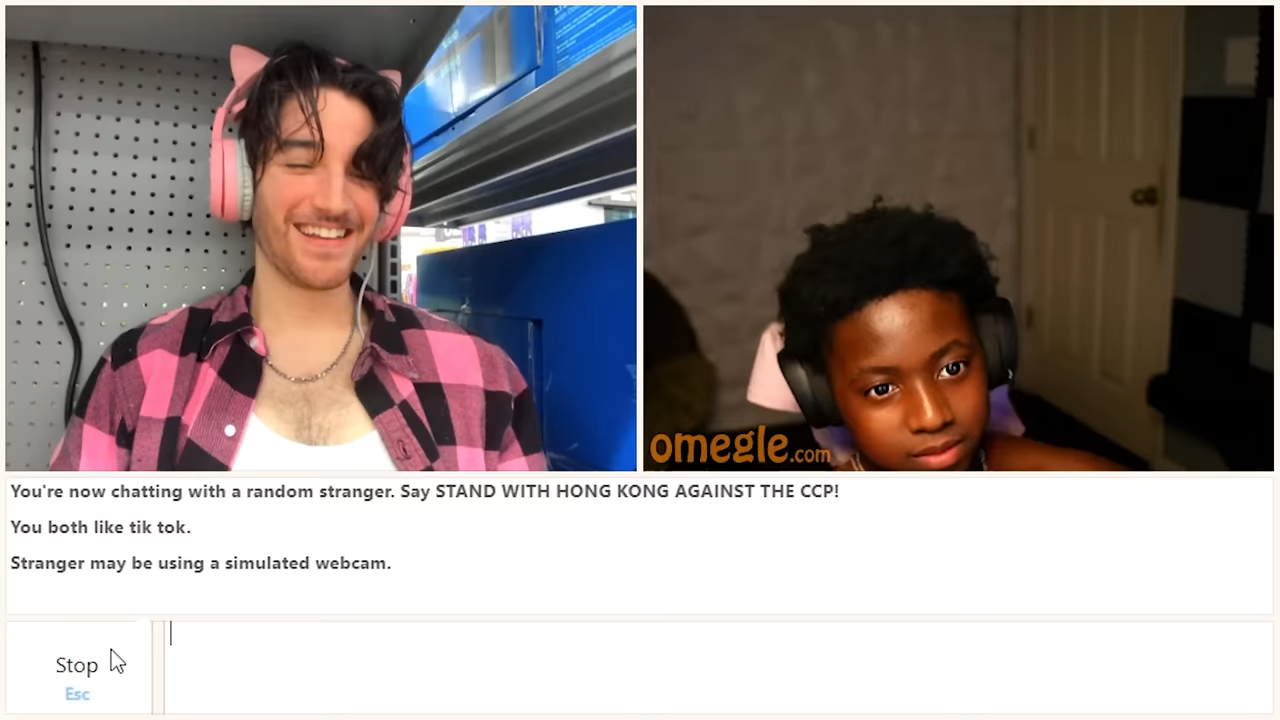 omegle.com
You're now chatting with a random stranger. Say STAND WITH HONG KONG AGAINST THE CCP!
You both like tik tok.
Stranger may be using a simulated webcam.
Stop
Esc